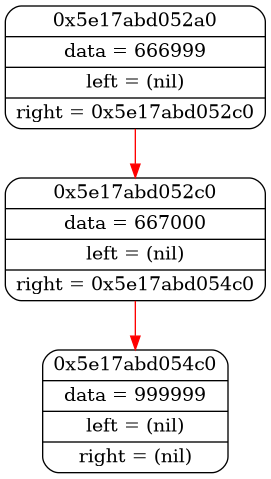 0x5e17abd052a0
data = 666999
left = (nil)
right = 0x5e17abd052c0
0x5e17abd052c0
data = 667000
left = (nil)
right = 0x5e17abd054c0
0x5e17abd054c0
data = 999999
left = (nil)
right = (nil)